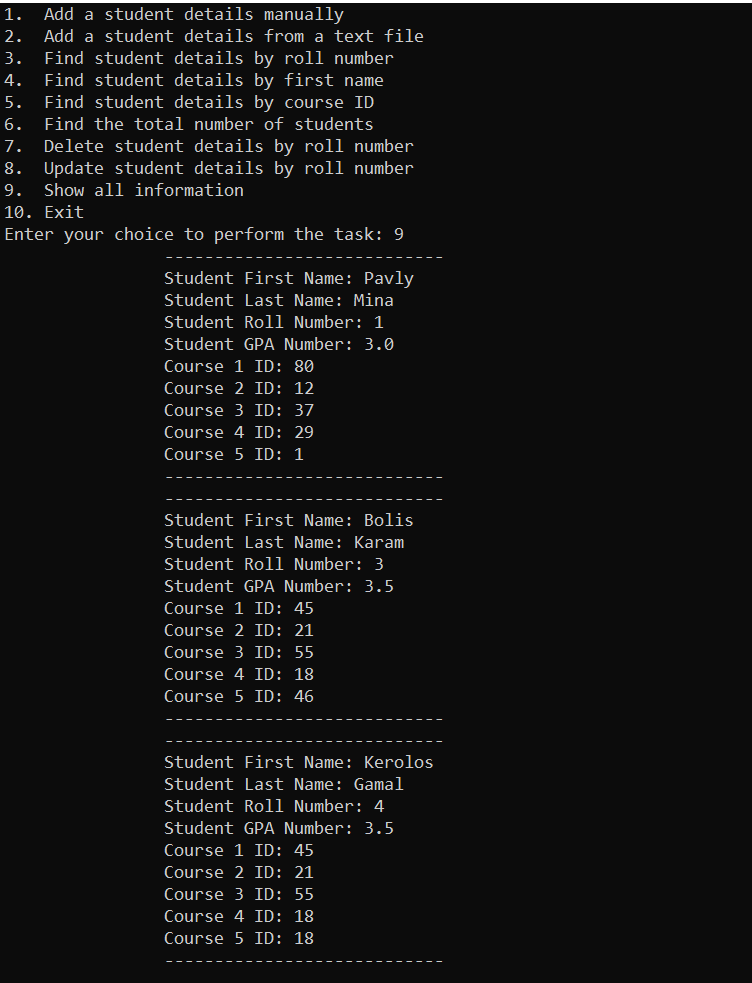 1.  Add a student details manually
2.  Add a student details from a text file
3.  Find student details by roll number
4.  Find student details by first name
5.  Find student details by course ID
6.  Find the total number of students
7.  Delete student details by roll number
8.  Update student details by roll number
9.  Show all information
10. Exit
Enter your choice to perform the task: 9
----------------------------
Student First Name: Pavly
Student Last Name: Mina
Student Roll Number: 1
Student GPA Number: 3.0
Course 1 ID: 80
Course 2 ID: 12
Course 3 ID: 37
Course 4 ID: 29
Course 5 ID: 1
----------------------------
----------------------------
Student First Name: Bolis
Student Last Name: Karam
Student Roll Number: 3
Student GPA Number: 3.5
Course 1 ID: 45
Course 2 ID: 21
Course 3 ID: 55
Course 4 ID: 18
Course 5 ID: 46
----------------------------
----------------------------
Student First Name: Kerolos
Student Last Name: Gamal
Student Roll Number: 4
Student GPA Number: 3.5
Course 1 ID: 45
Course 2 ID: 21
Course 3 ID: 55
Course 4 ID: 18
Course 5 ID: 18
----------------------------